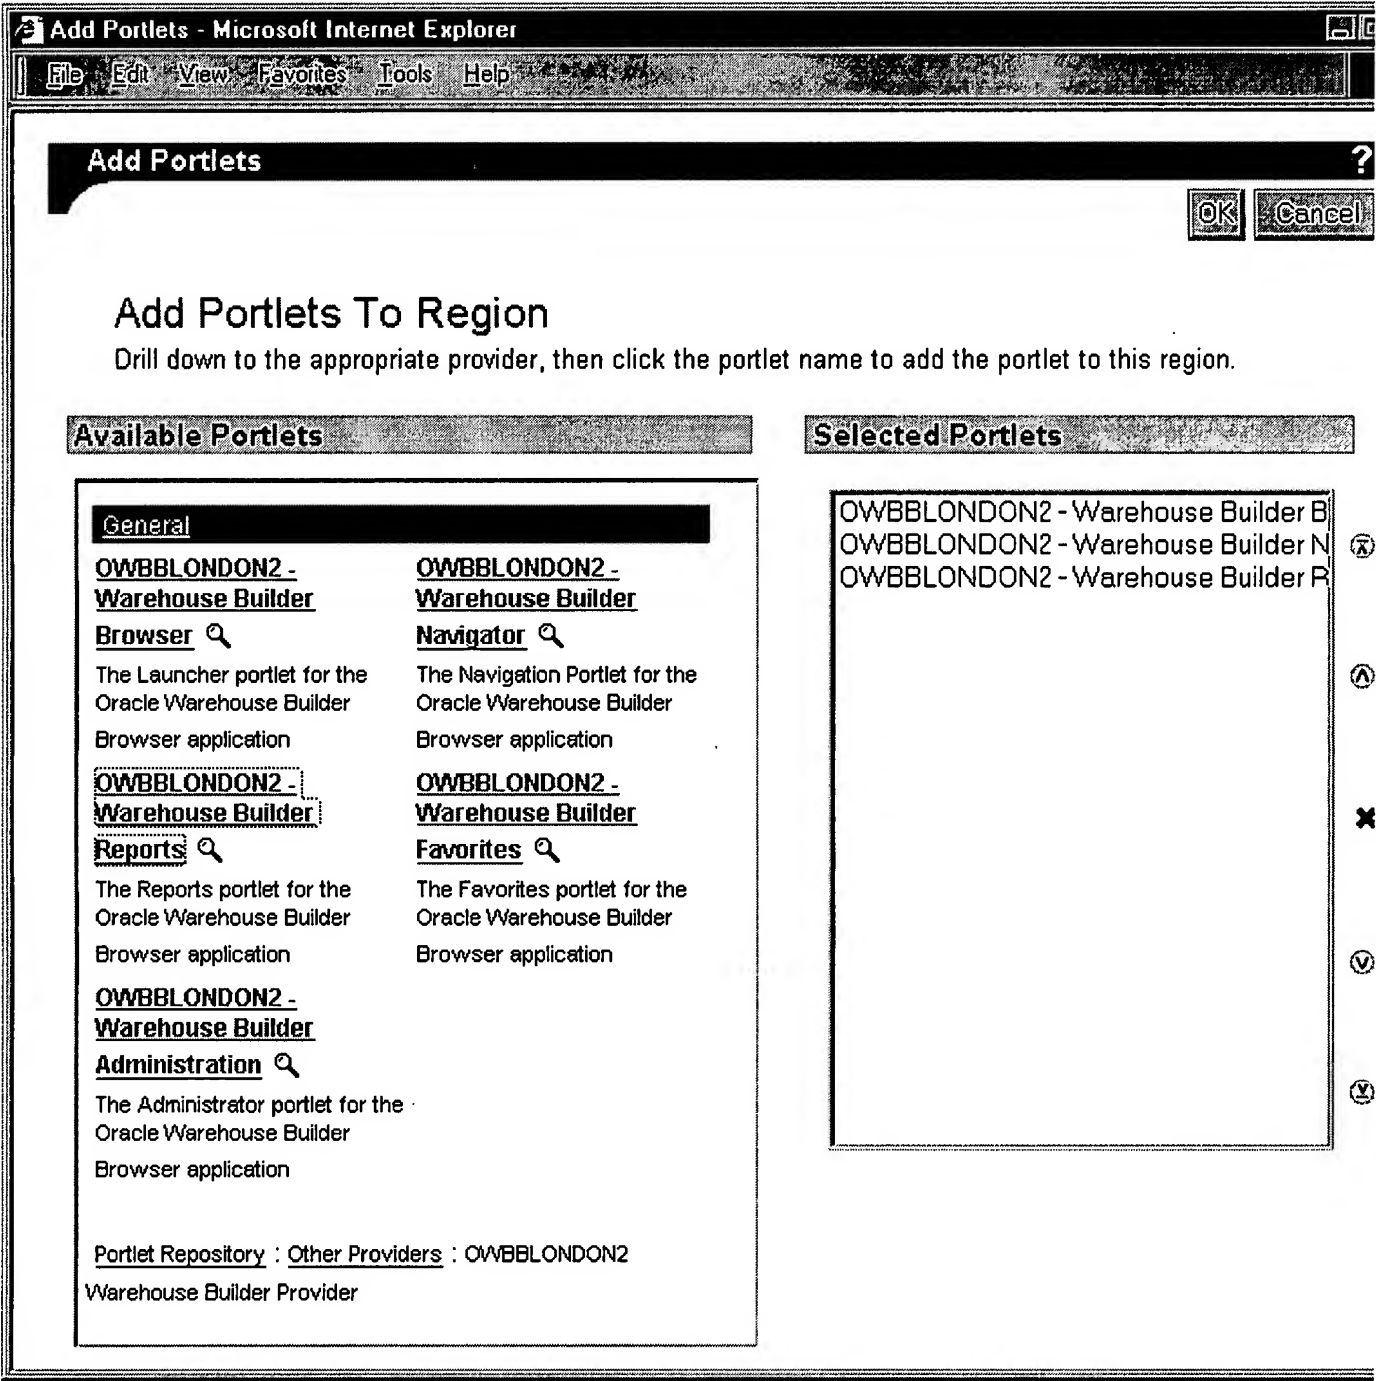 Add Portlets - Microsoft Internet Explorer
File Edit View Favorites Tools Help
Add Portlets ?
OK Cancel
Add Portlets To Region
Drill down to the appropriate provider, then click the portlet name to add the portlet to this region.
Available Portlets
General
OWBBLONDON2 -
Warehouse Builder
Browser
The Launcher portlet for the
Oracle Warehouse Builder
Browser application
OWBBLONDON2 -
Warehouse Builder
Navigator
The Navigation Portlet for the
Oracle Warehouse Builder
Browser application
OWBBLONDON2 -
Warehouse Builder
Reports
The Reports portlet for the
Oracle Warehouse Builder
Browser application
OWBBLONDON2 -
Warehouse Builder
Favorites
The Favorites portlet for the
Oracle Warehouse Builder
Browser application
OWBBLONDON2 -
Warehouse Builder
Administration
The Administrator portlet for the
Oracle Warehouse Builder
Browser application
Portlet Repository : Other Providers : OWBBLONDON2
Warehouse Builder Provider
Selected Portlets
OWBBLONDON2 - Warehouse Builder B
OWBBLONDON2 - Warehouse Builder N
OWBBLONDON2 - Warehouse Builder R